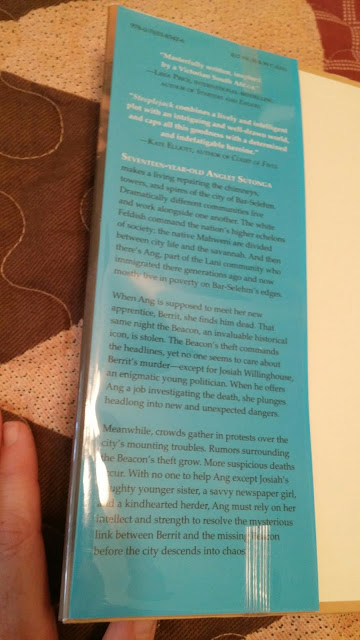 "Masterfully written, inspired
by a Victorian South Africa."
AUTHOR OF
"Steeplejack combines a lively and intelligent
plot with an intriguing and well-drawn world,
and caps all this goodness with a determined
and indefatigable heroine."
—KATE ELLIOTT, AUTHOR OF
SEVENTEEN-YEAR-OLD ANGLET SUTONGA
makes a living repairing the chimneys,
towers, and spires of the city of Bar-Selehm.
Dramatically different communities live
and work alongside one another. The white
Feldish command the nation's higher echelons
of society; the native Mahweni are divided
between city life and the savannah. And then
there's Ang, part of the Lani community who
immigrated there generations ago and now
mostly live in poverty on Bar-Selehm's edges.
When Ang is supposed to meet her new
apprentice, Berrit, she finds him dead. That
same night the Beacon, an invaluable historical
icon, is stolen. The Beacon's theft commands
the headlines, yet no one seems to care about
Berrit's murder—except for Josiah Willinghouse,
an enigmatic young politician. When he offers
Ang a job investigating the death, she plunges
headlong into new and unexpected dangers.
Meanwhile, crowds gather in protests over the
city's mounting troubles. Rumors surrounding
the Beacon's theft grow. More suspicious deaths
occur. With no one to help Ang except Josiah's
haughty younger sister, a savvy newspaper girl,
and a kindhearted herder, Ang must rely on her
intellect and strength to resolve the mysterious
link between Berrit and the missing Beacon
before the city descends into chaos.